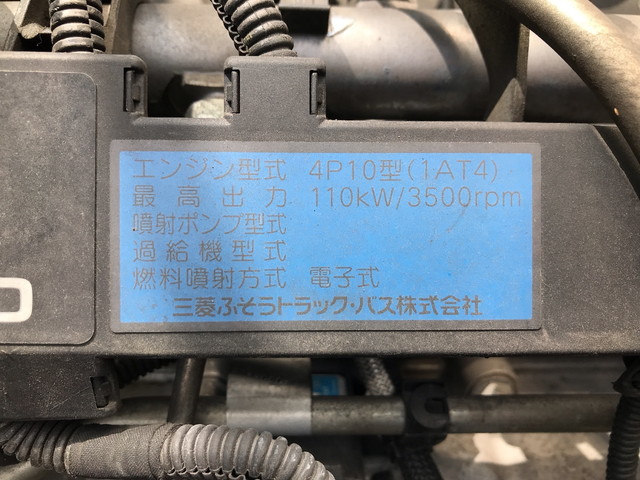 エンジン型式 4P10型(1AT4)
最高出力 110kW/3500rpm
噴射ポンプ型式
過給機型式
燃料噴射方式 電子式
三菱ふそうトラック・バス株式会社